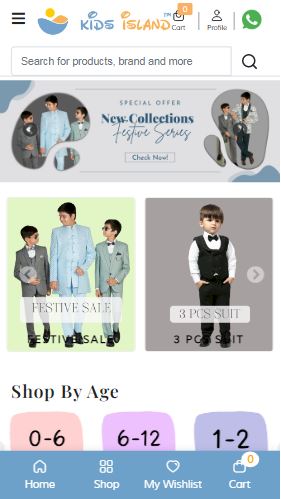 KIDS ISLAND™
0
Cart
Profile
Search for products, brand and more
SPECIAL OFFER
New Collections
Festive Series
Check Now!
FESTIVE SALE
FESTIVE SALE
3 PCS SUIT
3 PCS SUIT
Shop By Age
0-6
6-12
1-2
Home
Shop
My Wishlist
0
Cart